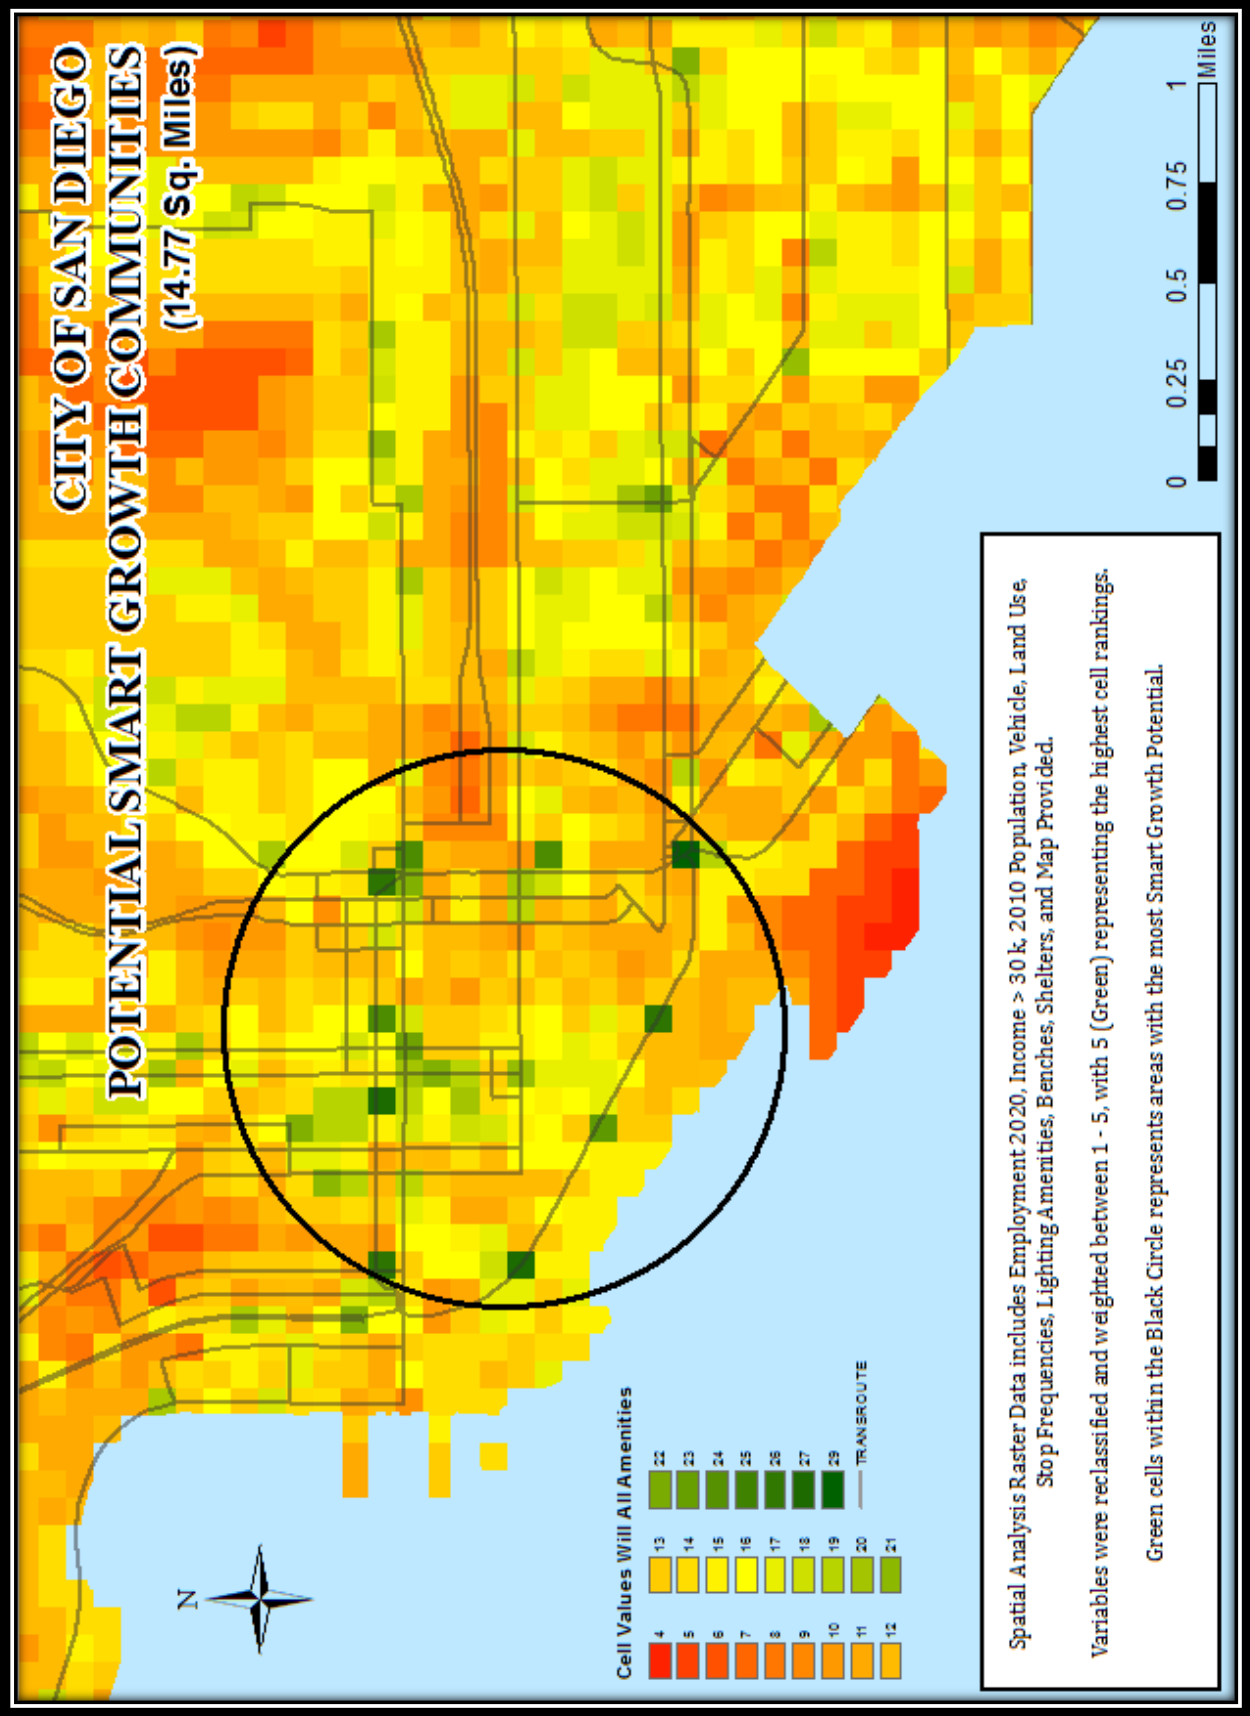 CITY OF SAN DIEGO
POTENTIAL SMART GROWTH COMMUNITIES
(14.77 Sq. Miles)
N
Cell Values Will All Amenities
4 13 22
5 14 23
6 15 24
7 16 25
8 17 26
9 18 27
10 19 29
11 20 TRANSROUTE
12 21
Spatial Analysis Raster Data includes Employment 2020, Income > 30 k, 2010 Population, Vehicle, Land Use,
Stop Frequencies, Lighting Amenities, Benches, Shelters, and Map Provided.
Variables were reclassified and weighted between 1 - 5, with 5 (Green) representing the highest cell rankings.
Green cells within the Black Circle represents areas with the most Smart Growth Potential.
0 0.25 0.5 0.75 1
Miles